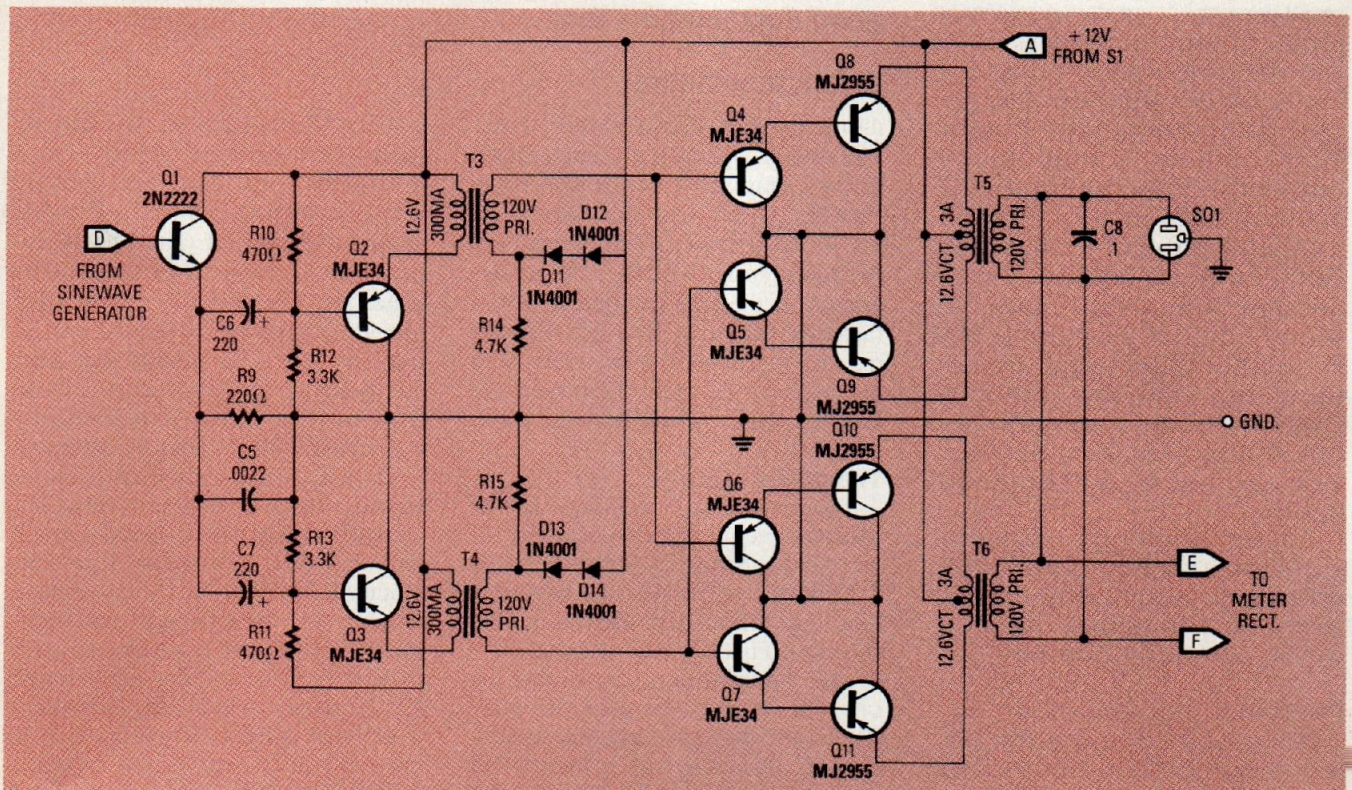 A
+ 12V
FROM S1
Q8
MJ2955
Q4
MJE34
T3
Q1
2N2222
12.6V
300MA
120V
PRI.
D12
1N4001
T5
3A
12.6VCT
120V PRI.
C8
.1
SO1
D
FROM
SINEWAVE
GENERATOR
R10
470Ω
Q2
MJE34
D11
1N4001
C6
220
+
R12
3.3K
R14
4.7K
Q5
MJE34
R9
220Ω
Q9
MJ2955
GND.
Q10
MJ2955
C5
.0022
R15
4.7K
Q6
MJE34
R13
3.3K
D13
1N4001
C7
220
+
T4
12.6V
300MA
120V
PRI.
D14
1N4001
T6
3A
12.6VCT
120V PRI.
E
TO
METER
RECT.
F
R11
470Ω
Q3
MJE34
Q7
MJE34
Q11
MJ2955